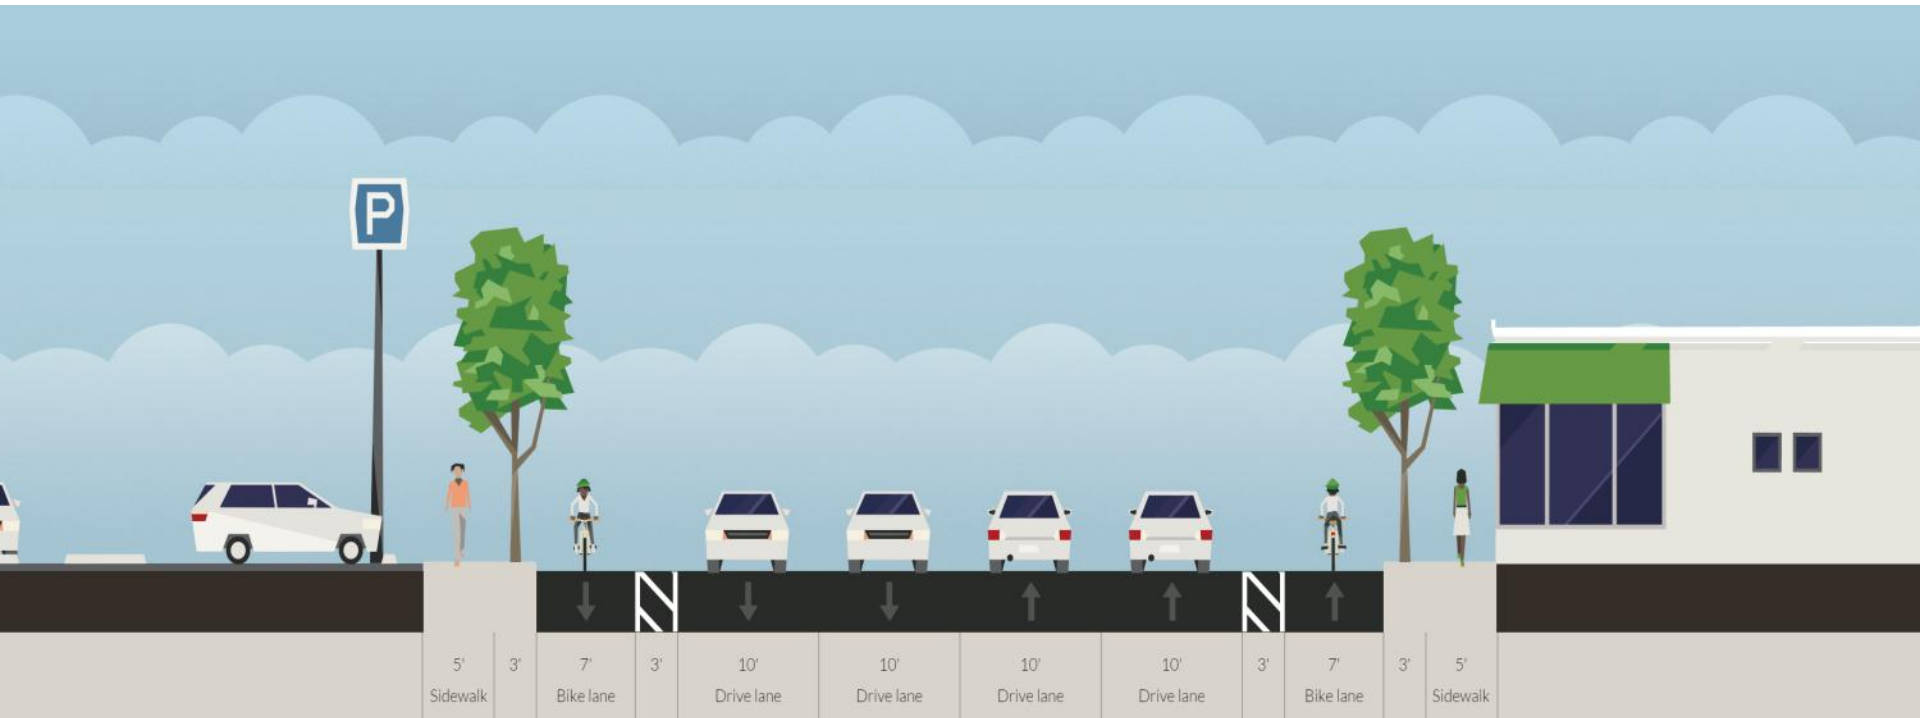 P
5' 3' 7' 3' 10' 10' 10' 10' 3' 7' 3' 5'
Sidewalk Bike lane Drive lane Drive lane Drive lane Drive lane Bike lane Sidewalk